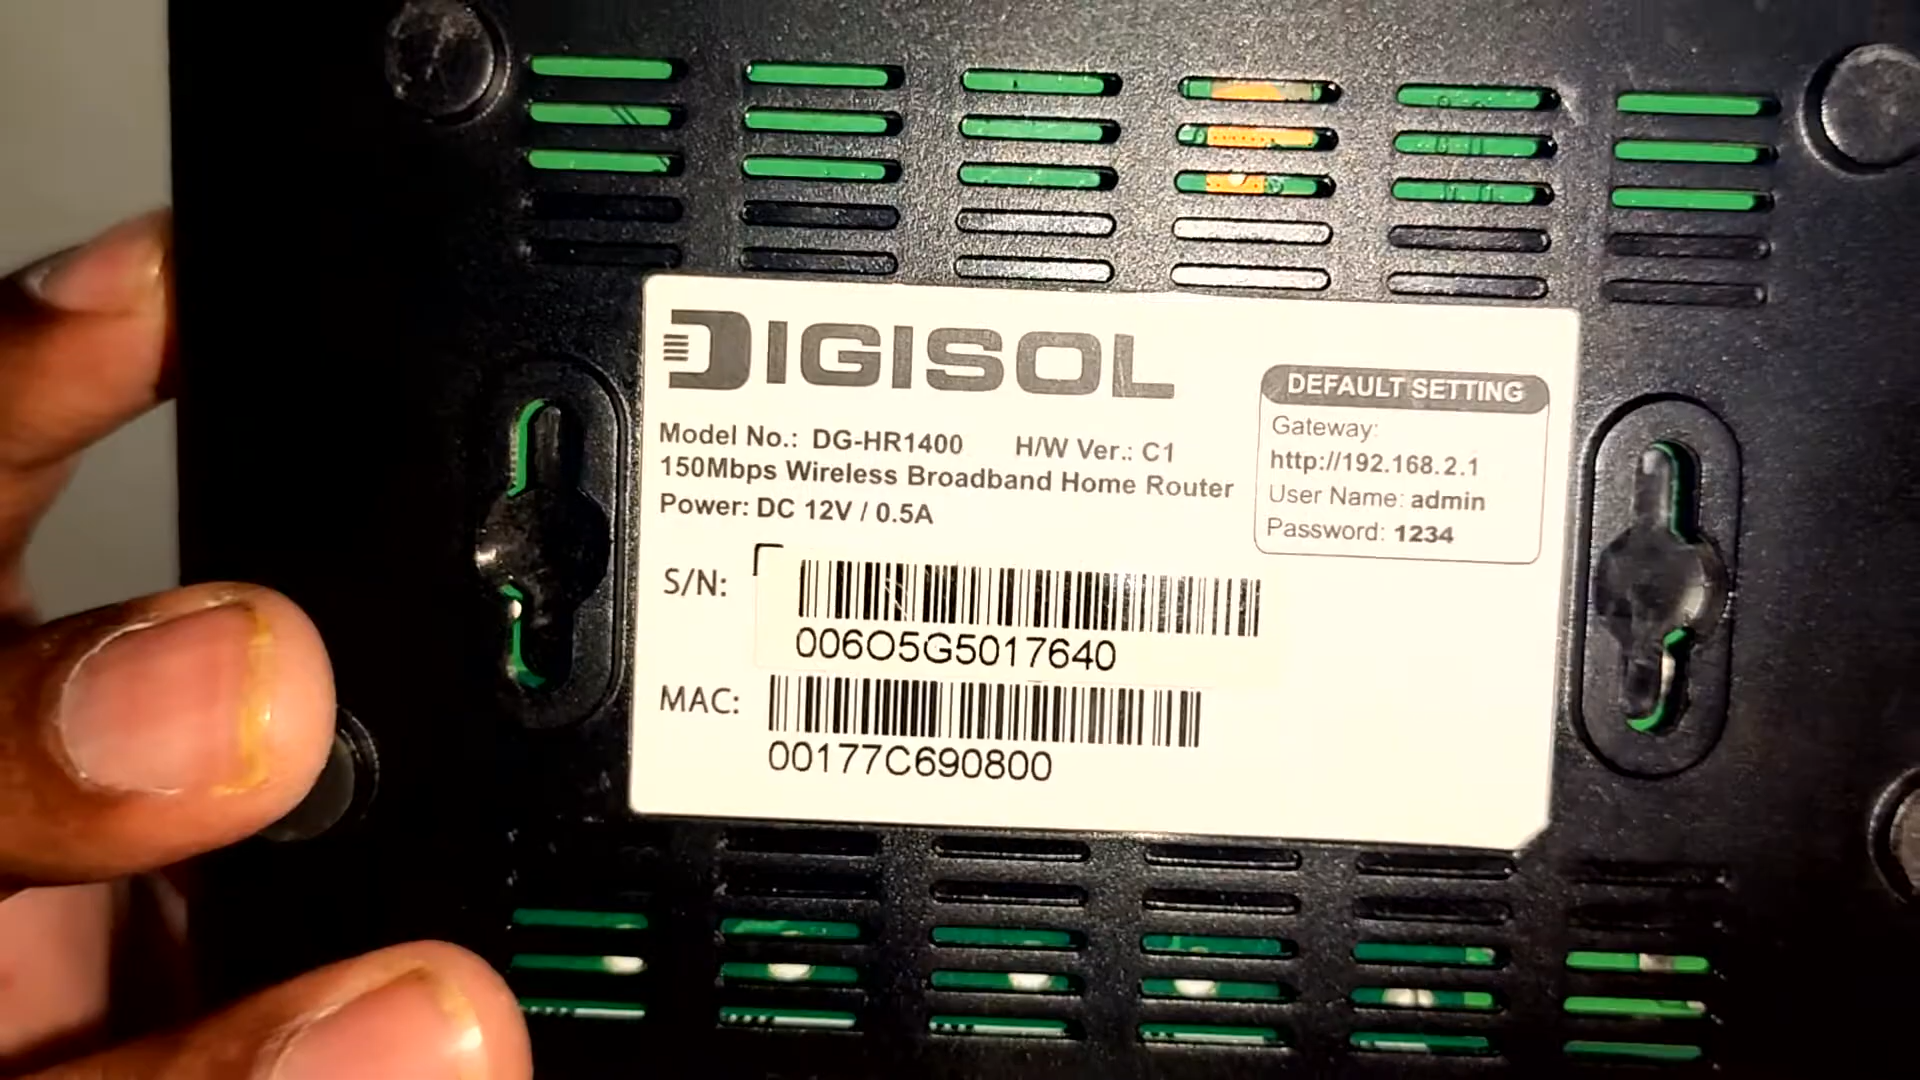 DIGISOL
Model No.: DG-HR1400 H/W Ver.: C1
150Mbps Wireless Broadband Home Router
Power: DC 12V / 0.5A
DEFAULT SETTING
Gateway:
http://192.168.2.1
User Name: admin
Password: 1234
S/N:
006O5G5017640
MAC:
00177C690800